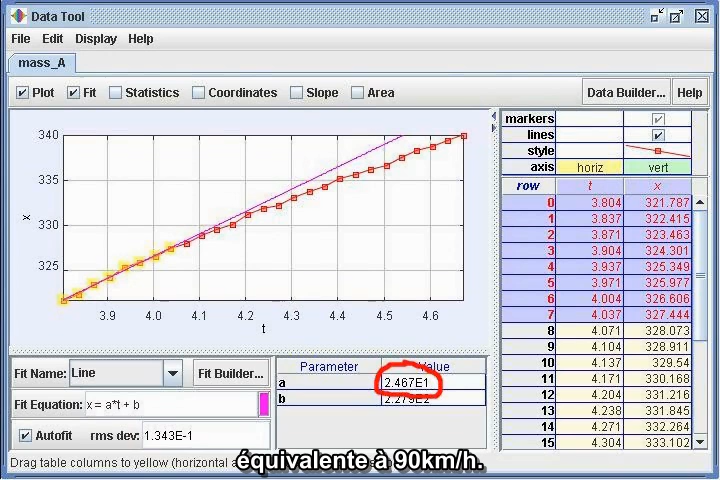 Data Tool
File Edit Display Help
mass_A
Plot Fit Statistics Coordinates Slope Area Data Builder... Help
340
335
330
325
x
3.9 4.0 4.1 4.2 4.3 4.4 4.5 4.6
t
markers
lines
style
axis horiz vert
row t x
0 3.804 321.787
1 3.837 322.415
2 3.871 323.463
3 3.904 324.301
4 3.937 325.349
5 3.971 325.977
6 4.004 326.606
7 4.037 327.444
8 4.071 328.073
9 4.104 328.911
10 4.137 329.54
11 4.171 330.168
12 4.204 331.216
13 4.238 331.845
14 4.271 332.264
15 4.304 333.102
Fit Name: Line Fit Builder...
Fit Equation: x = a*t + b
Autofit rms dev: 1.343E-1
Parameter Value
a 2.467E1
b 2.279E2
Drag table columns to yellow (horizontal a
équivalente à 90km/h.